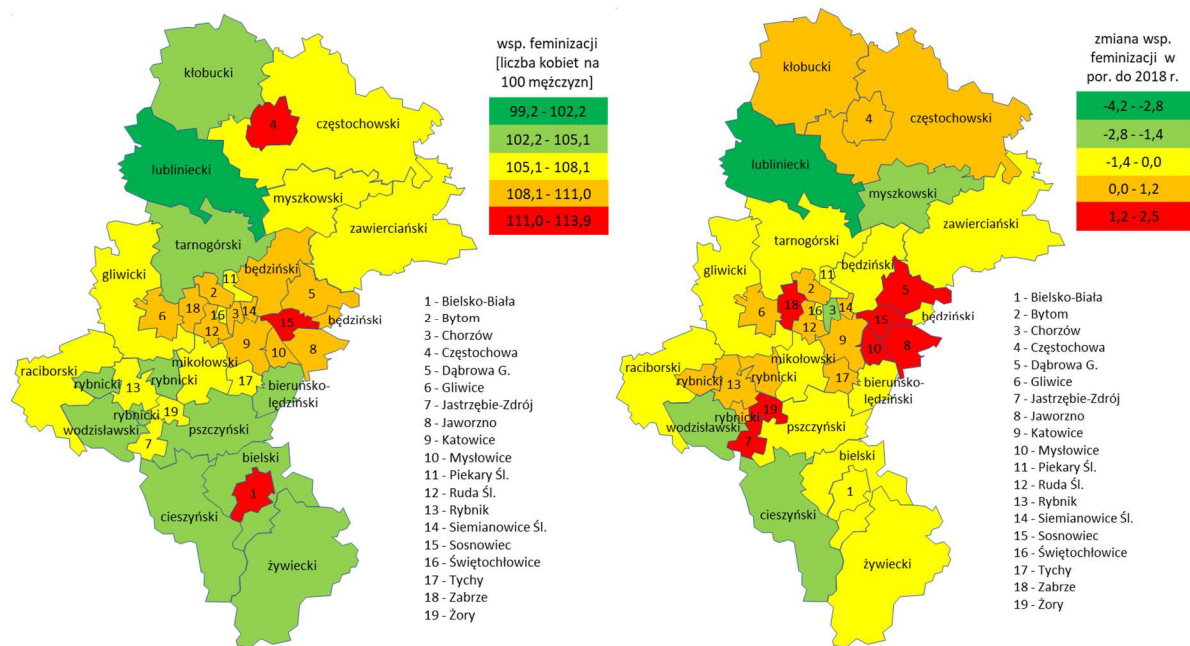 wsp. feminizacji
[liczba kobiet na
100 mężczyzn]
99,2 - 102,2
102,2 - 105,1
105,1 - 108,1
108,1 - 111,0
111,0 - 113,9
kłobucki
4
częstochowski
lubliniecki
myszkowski
zawierciański
tarnogórski
gliwicki
11
będziński
2
5
6
18
16
3
14
12
15
będziński
9
10
8
raciborski
mikołowski
rybnicki
13
rybnicki
17
bieruńsko-
lędziński
19
rybnicki
wodzisławski
7
pszczyński
bielski
1
cieszyński
żywiecki
1 - Bielsko-Biała
2 - Bytom
3 - Chorzów
4 - Częstochowa
5 - Dąbrowa G.
6 - Gliwice
7 - Jastrzębie-Zdrój
8 - Jaworzno
9 - Katowice
10 - Mysłowice
11 - Piekary Śl.
12 - Ruda Śl.
13 - Rybnik
14 - Siemianowice Śl.
15 - Sosnowiec
16 - Świętochłowice
17 - Tychy
18 - Zabrze
19 - Żory
zmiana wsp.
feminizacji w
por. do 2018 r.
-4,2 - -2,8
-2,8 - -1,4
-1,4 - 0,0
0,0 - 1,2
1,2 - 2,5
kłobucki
4
częstochowski
lubliniecki
myszkowski
zawierciański
tarnogórski
gliwicki
11
będziński
2
5
6
18
16
3
14
12
15
będziński
9
10
8
raciborski
mikołowski
rybnicki
13
rybnicki
17
bieruńsko-
lędziński
19
rybnicki
wodzisławski
7
pszczyński
bielski
1
cieszyński
żywiecki
1 - Bielsko-Biała
2 - Bytom
3 - Chorzów
4 - Częstochowa
5 - Dąbrowa G.
6 - Gliwice
7 - Jastrzębie-Zdrój
8 - Jaworzno
9 - Katowice
10 - Mysłowice
11 - Piekary Śl.
12 - Ruda Śl.
13 - Rybnik
14 - Siemianowice Śl.
15 - Sosnowiec
16 - Świętochłowice
17 - Tychy
18 - Zabrze
19 - Żory